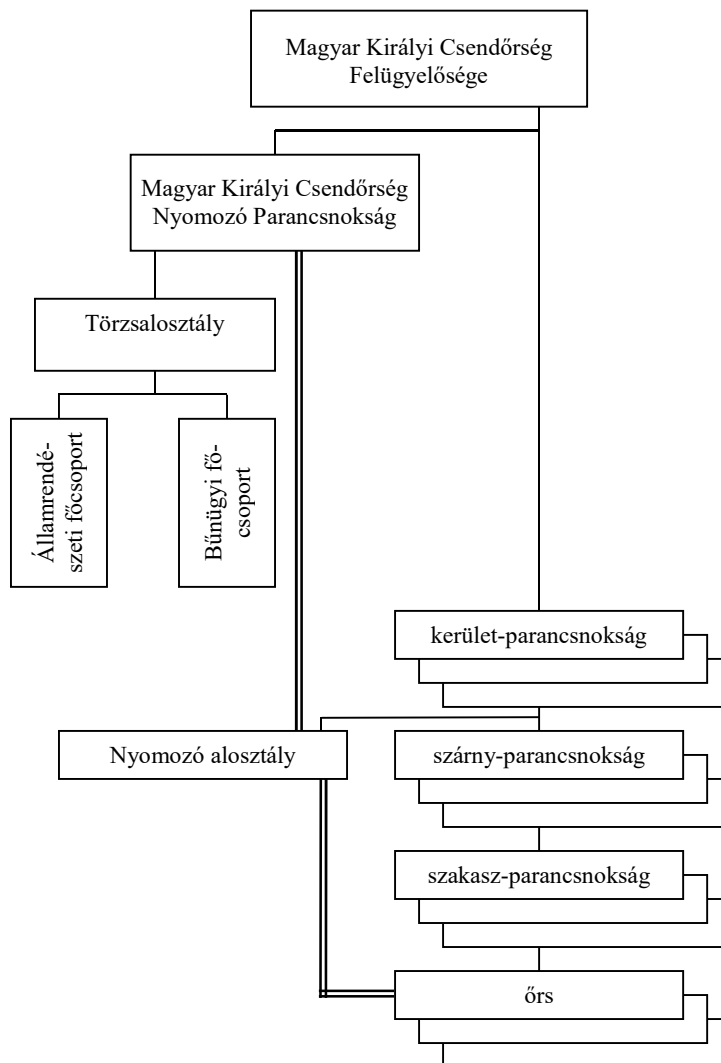 Magyar Királyi Csendőrség
Felügyelősége
Magyar Királyi Csendőrség
Nyomozó Parancsnokság
Törzsalosztály
Államrendé-
szeti főcsoport
Bűnügyi fő-
csoport
kerület-parancsnokság
Nyomozó alosztály
szárny-parancsnokság
szakasz-parancsnokság
őrs